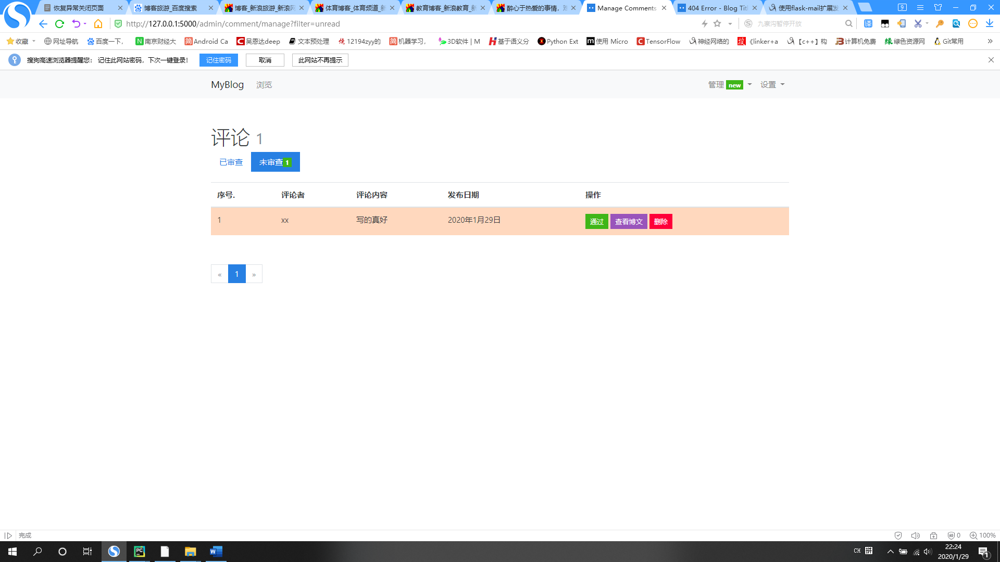 恢复异常关闭页面
博客旅游_百度搜索
博客_新浪旅游_新浪网
体育博客_体育频道_新
教育博客_新浪教育_新
醉心于热爱的事情，
Manage Comments
404 Error - Blog Titl
使用flask-mail扩展发
9
http://127.0.0.1:5000/admin/comment/manage?filter=unread
九寨沟暂停开放
译
收藏
网址导航
百度一下，
南京财经大
简 Android Ca
吴恩达deep
文本预处理
12194zyy的
简 机器学习，
3D软件 | M
基于语义分
Python Ext
使用 Micro
TensorFlow
神经网络的
《linker+a
【c++】构
计算机免费
绿色资源网
Git常用
»
搜狗高速浏览器提醒您： 记住此网站密码，下次一键登录！
记住密码
取消
此网站不再提示
MyBlog
浏览
管理 new
设置
评论 1
已审查
未审查 1
序号. 评论者 评论内容 发布日期 操作
1 xx 写的真好 2020年1月29日 通过 查看博文 删除
« 1 »
完成
0
100%
CH 拼
22:24
2020/1/29
1